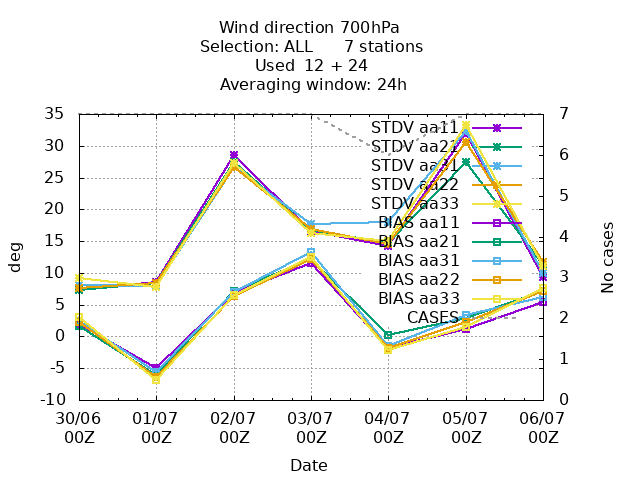 Wind direction 700hPa
Selection: ALL 7 stations
Used 12 + 24
Averaging window: 24h
deg
35
30
25
20
15
10
5
0
-5
-10
7
6
5
4
3
2
1
0
No cases
STDV aa11
STDV aa21
STDV aa31
STDV aa22
STDV aa33
BIAS aa11
BIAS aa21
BIAS aa31
BIAS aa22
BIAS aa33
CASES
30/06 01/07 02/07 03/07 04/07 05/07 06/07
00Z 00Z 00Z 00Z 00Z 00Z 00Z
Date